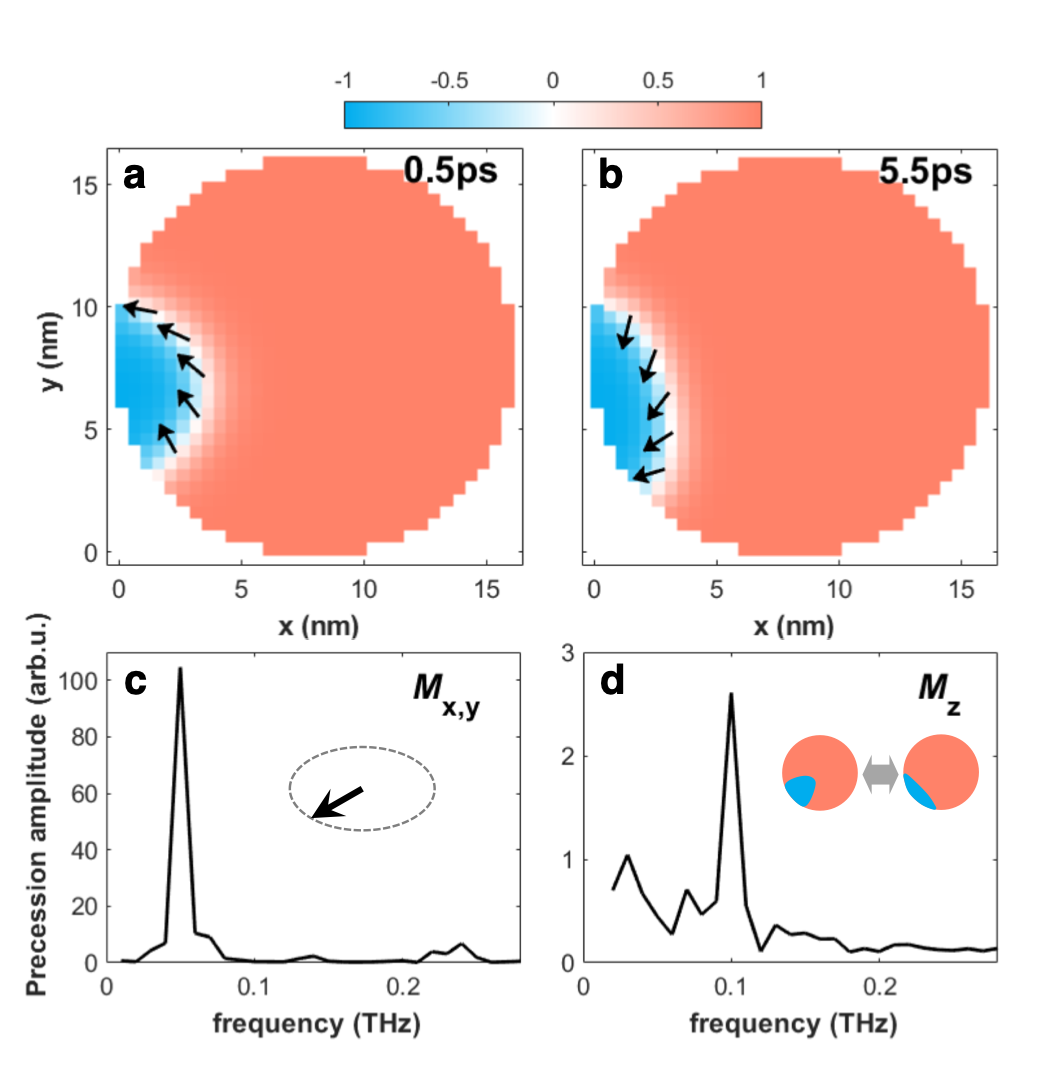 -1 -0.5 0 0.5 1
a 0.5ps
b 5.5ps
15
10
5
0
y (nm)
0 5 10 15
0 5 10 15
x (nm)
x (nm)
Precession amplitude (arb.u.)
c
Mx,y
100
80
60
40
20
0
0 0.1 0.2
frequency (THz)
d
Mz
3
2
1
0
0 0.1 0.2
frequency (THz)